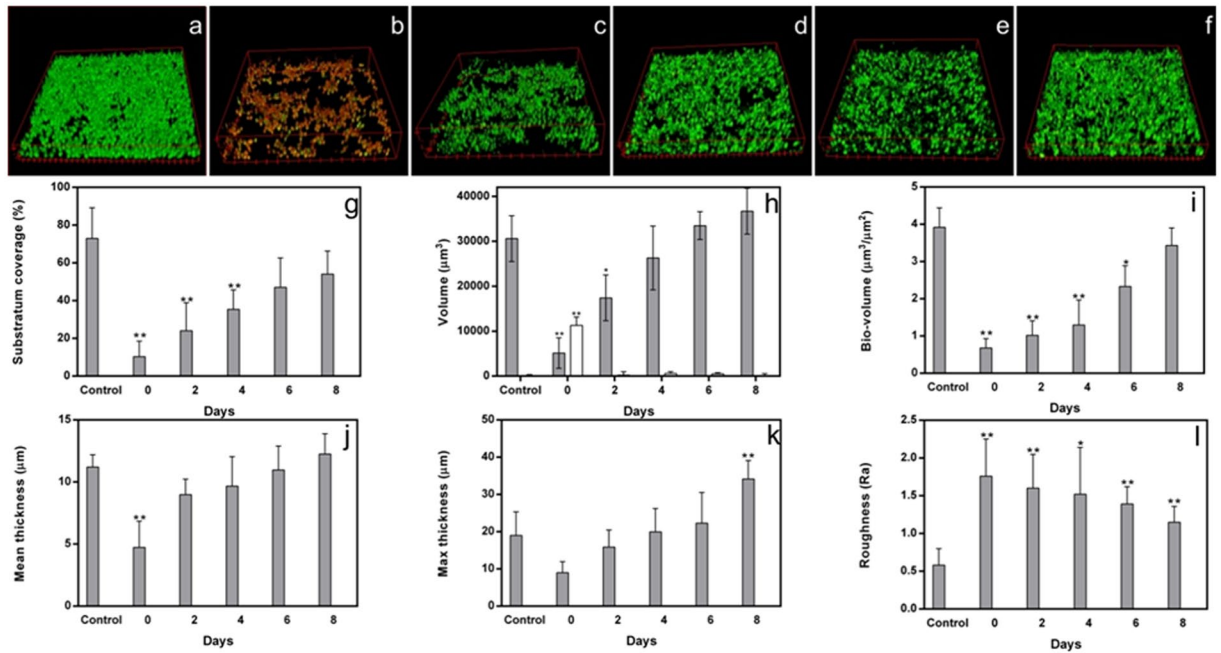 a b c d e f
g
Substratum coverage (%)
100
80
60
40
20
0
** ** **
Control 0 2 4 6 8
Days
h
Volume (µm³)
40000
30000
20000
10000
0
** ** *
Control 0 2 4 6 8
Days
i
Bio-volume (µm³/µm²)
4
3
2
1
0
** ** ** *
Control 0 2 4 6 8
Days
j
Mean thickness (µm)
15
10
5
0
**
Control 0 2 4 6 8
Days
k
Max thickness (µm)
50
40
30
20
10
0
**
Control 0 2 4 6 8
Days
l
Roughness (Ra)
2.5
2.0
1.5
1.0
0.5
0.0
** ** * ** **
Control 0 2 4 6 8
Days